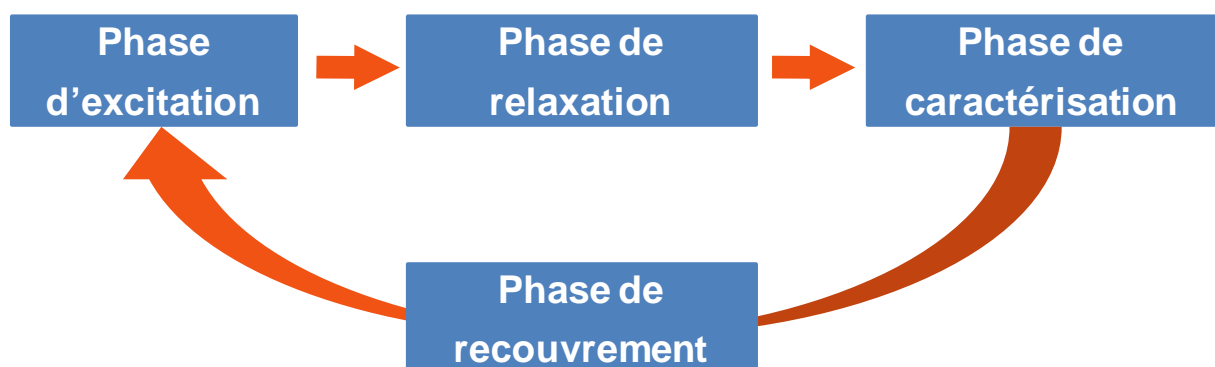 Phase
d’excitation
Phase de
relaxation
Phase de
caractérisation
Phase de
recouvrement